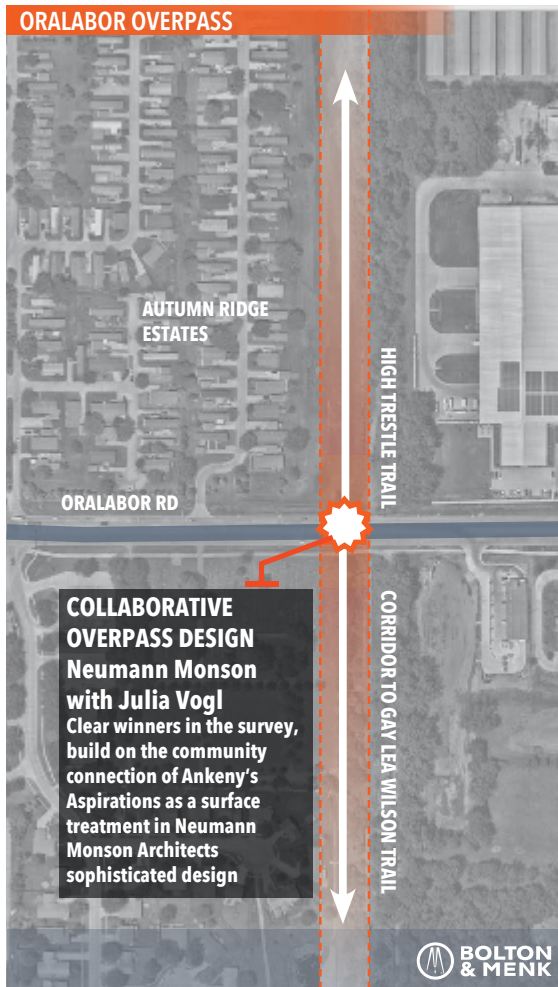 ORALABOR OVERPASS
AUTUMN RIDGE
ESTATES
HIGH TRESTLE TRAIL
ORALABOR RD
COLLABORATIVE
OVERPASS DESIGN
Neumann Monson
with Julia Vogl
Clear winners in the survey,
build on the community
connection of Ankeny's
Aspirations as a surface
treatment in Neumann
Monson Architects
sophisticated design
CORRIDOR TO GAY LEA WILSON TRAIL
BOLTON
& MENK